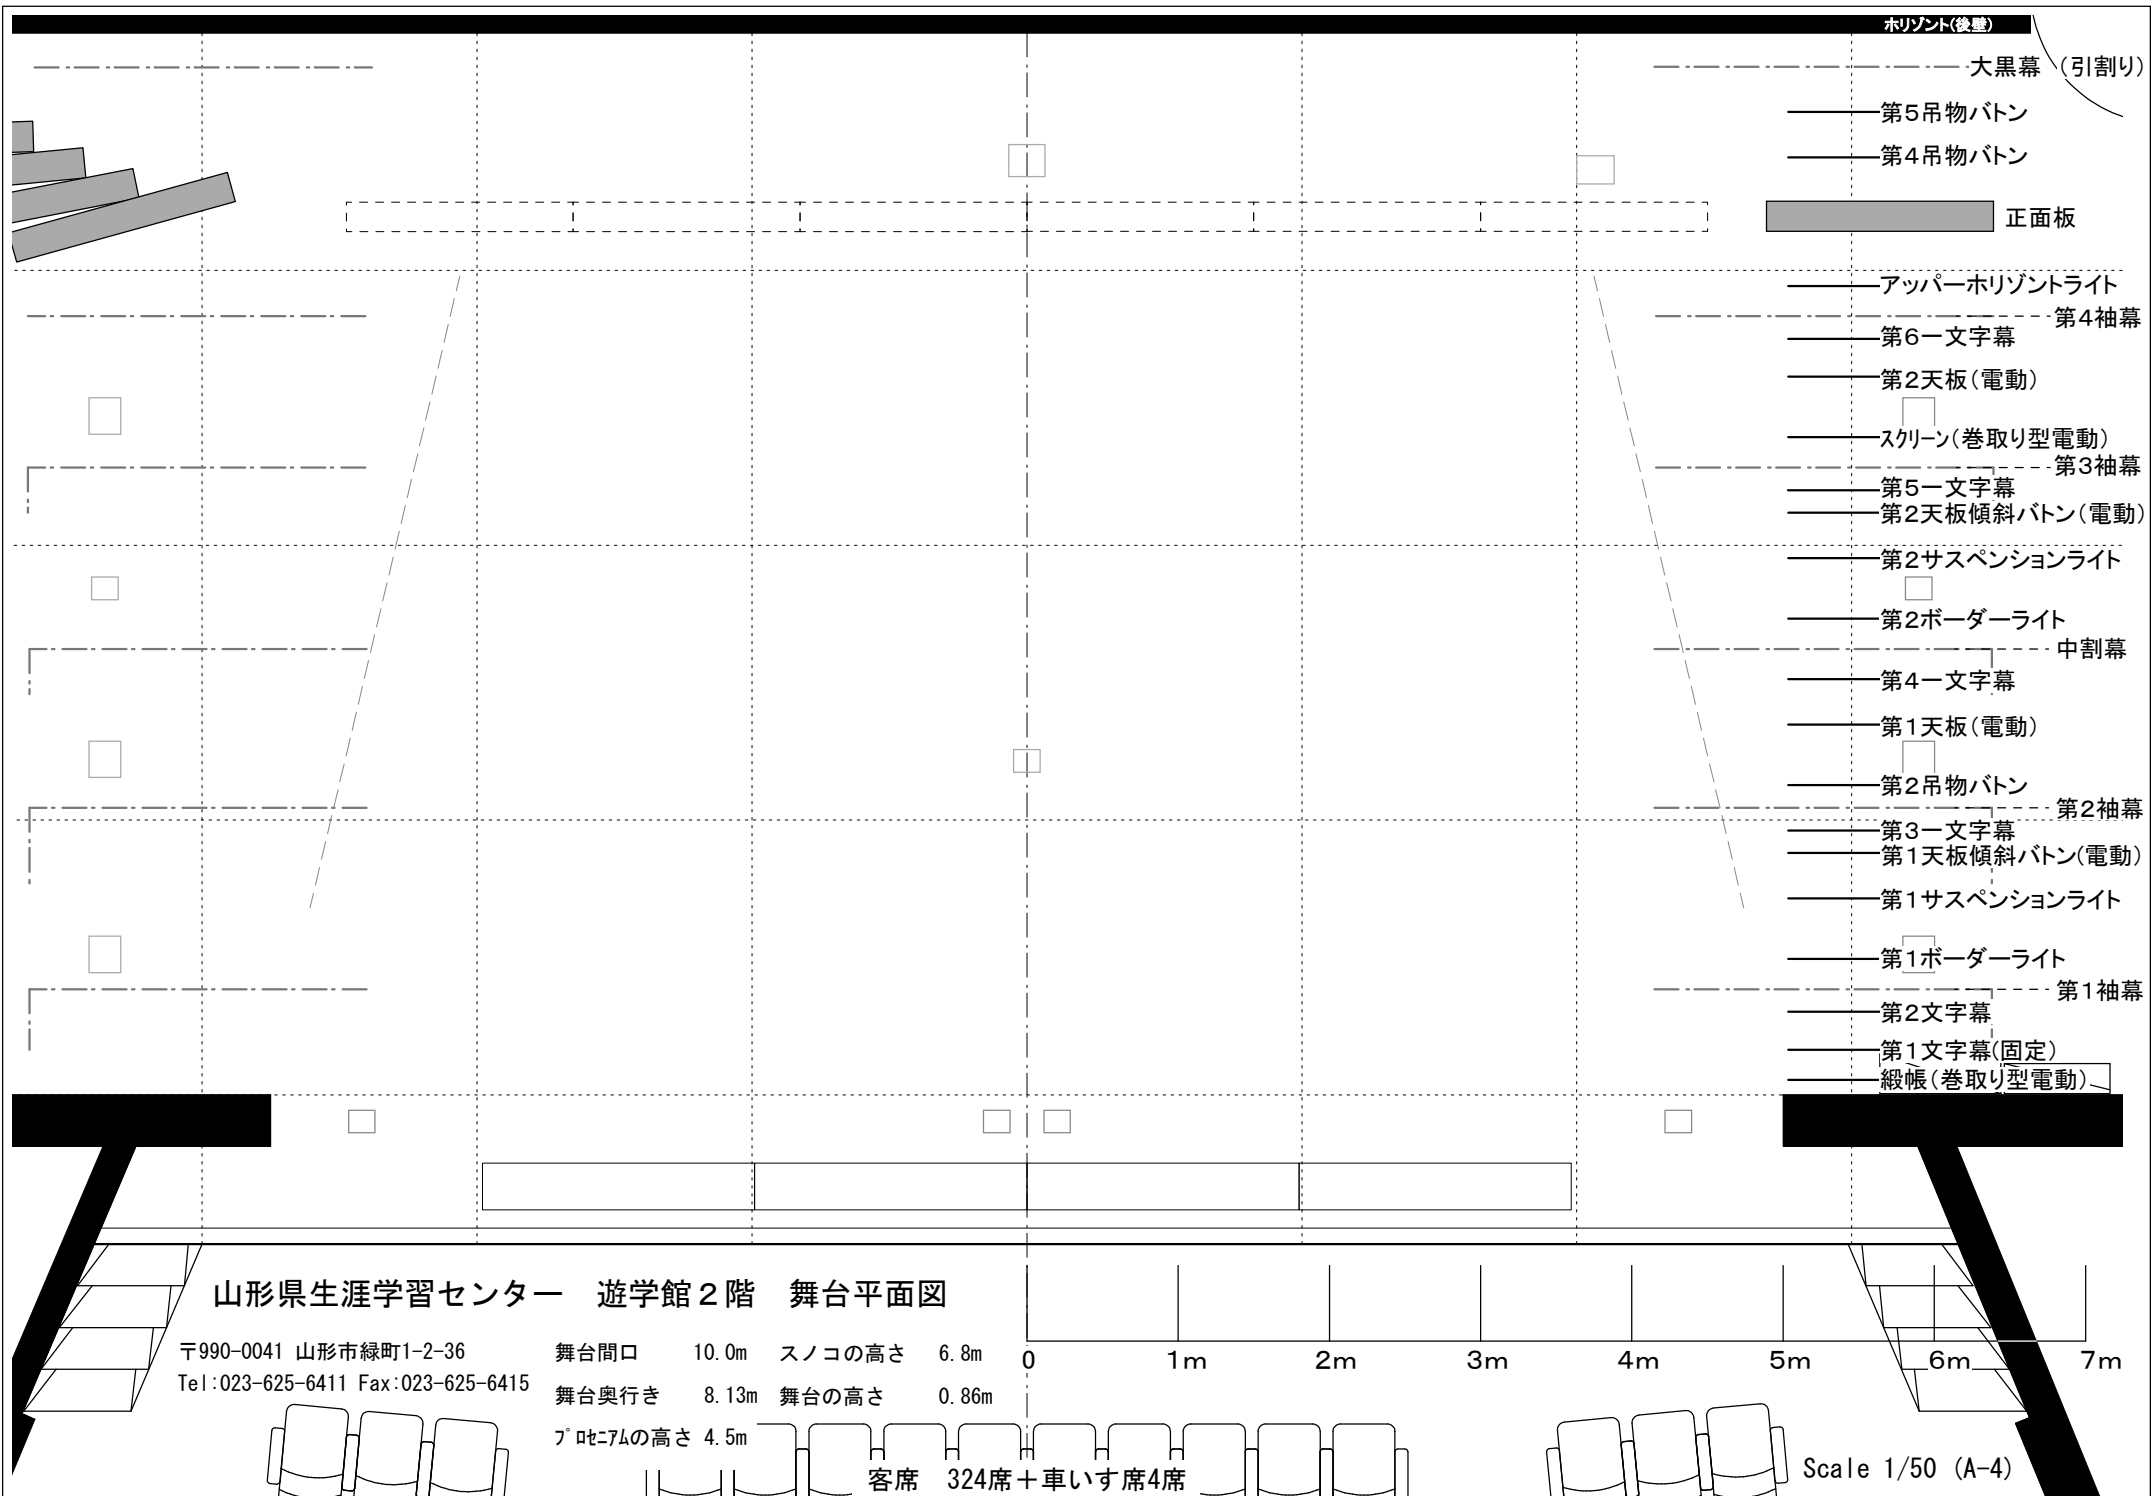 ホリゾント(後壁)
大黒幕 (引割り)
第5吊物バトン
第4吊物バトン
正面板
アッパーホリゾントライト
第4袖幕
第6一文字幕
第2天板(電動)
スクリーン(巻取り型電動)
第3袖幕
第5一文字幕
第2天板傾斜バトン(電動)
第2サスペンションライト
第2ボーダーライト
中割幕
第4一文字幕
第1天板(電動)
第2吊物バトン
第2袖幕
第3一文字幕
第1天板傾斜バトン(電動)
第1サスペンションライト
第1ボーダーライト
第1袖幕
第2文字幕
第1文字幕(固定)
緞帳(巻取り型電動)
山形県生涯学習センター 遊学館2階 舞台平面図
〒990-0041 山形市緑町1-2-36
Tel:023-625-6411 Fax:023-625-6415
舞台間口 10.0m スノコの高さ 6.8m
舞台奥行き 8.13m 舞台の高さ 0.86m
プロセニアムの高さ 4.5m
0 1m 2m 3m 4m 5m 6m 7m
客席 324席+車いす席4席
Scale 1/50 (A-4)